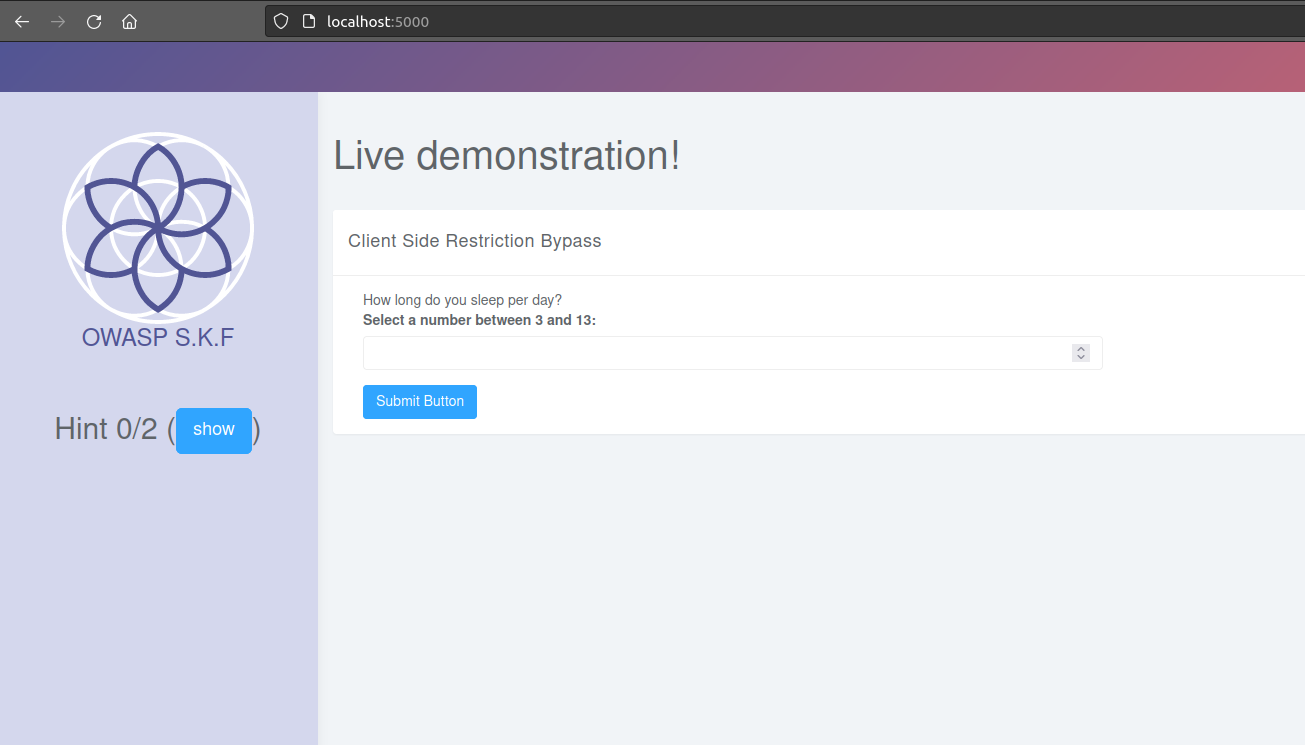 localhost:5000
OWASP S.K.F
Hint 0/2 (show)
Live demonstration!
Client Side Restriction Bypass
How long do you sleep per day?
Select a number between 3 and 13:
Submit Button